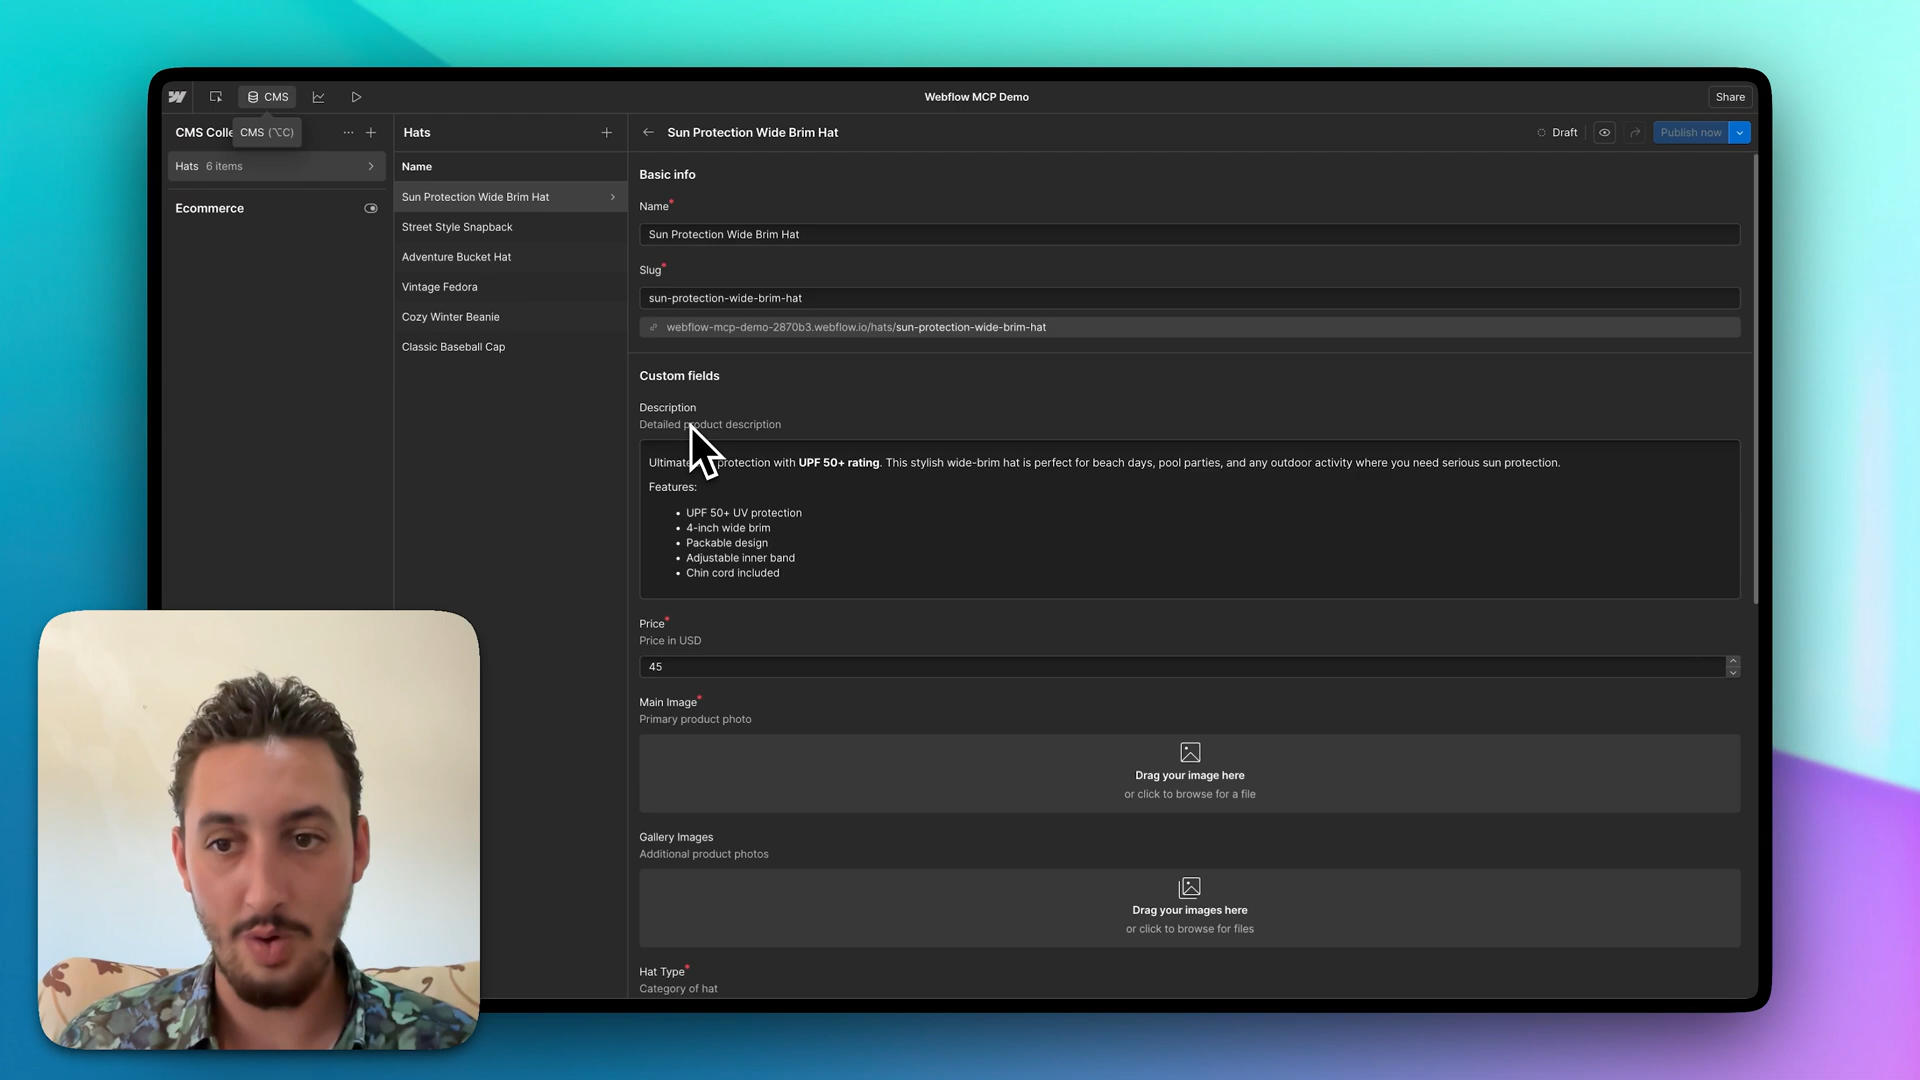 CMS
Webflow MCP Demo
Share
CMS Colle
CMS (⌥C)
Hats
Sun Protection Wide Brim Hat
Draft
Publish now
Hats 6 items
Name
Basic info
Sun Protection Wide Brim Hat
Name*
Ecommerce
Street Style Snapback
Sun Protection Wide Brim Hat
Adventure Bucket Hat
Slug*
Vintage Fedora
sun-protection-wide-brim-hat
Cozy Winter Beanie
webflow-mcp-demo-2870b3.webflow.io/hats/sun-protection-wide-brim-hat
Classic Baseball Cap
Custom fields
Description
Detailed product description
Ultimate protection with UPF 50+ rating. This stylish wide-brim hat is perfect for beach days, pool parties, and any outdoor activity where you need serious sun protection.
Features:
• UPF 50+ UV protection
• 4-inch wide brim
• Packable design
• Adjustable inner band
• Chin cord included
Price*
Price in USD
45
Main Image*
Primary product photo
Drag your image here
or click to browse for a file
Gallery Images
Additional product photos
Drag your images here
or click to browse for files
Hat Type*
Category of hat